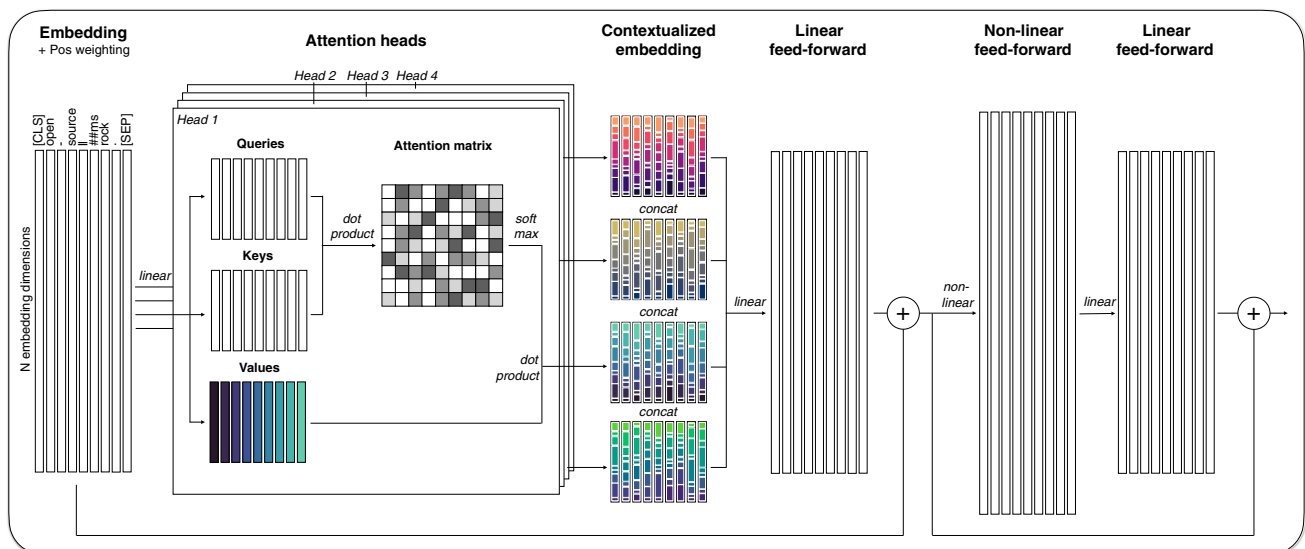 Embedding
+ Pos weighting
Attention heads
Contextualized
embedding
Linear
feed-forward
Non-linear
feed-forward
Linear
feed-forward
Head 2
Head 3
Head 4
Head 1
[CLS]
open
-
source
ll
##ms
rock
.
[SEP]
N embedding dimensions
linear
Queries
Keys
Values
dot
product
Attention matrix
soft
max
dot
product
concat
concat
concat
linear
+
non-
linear
linear
+